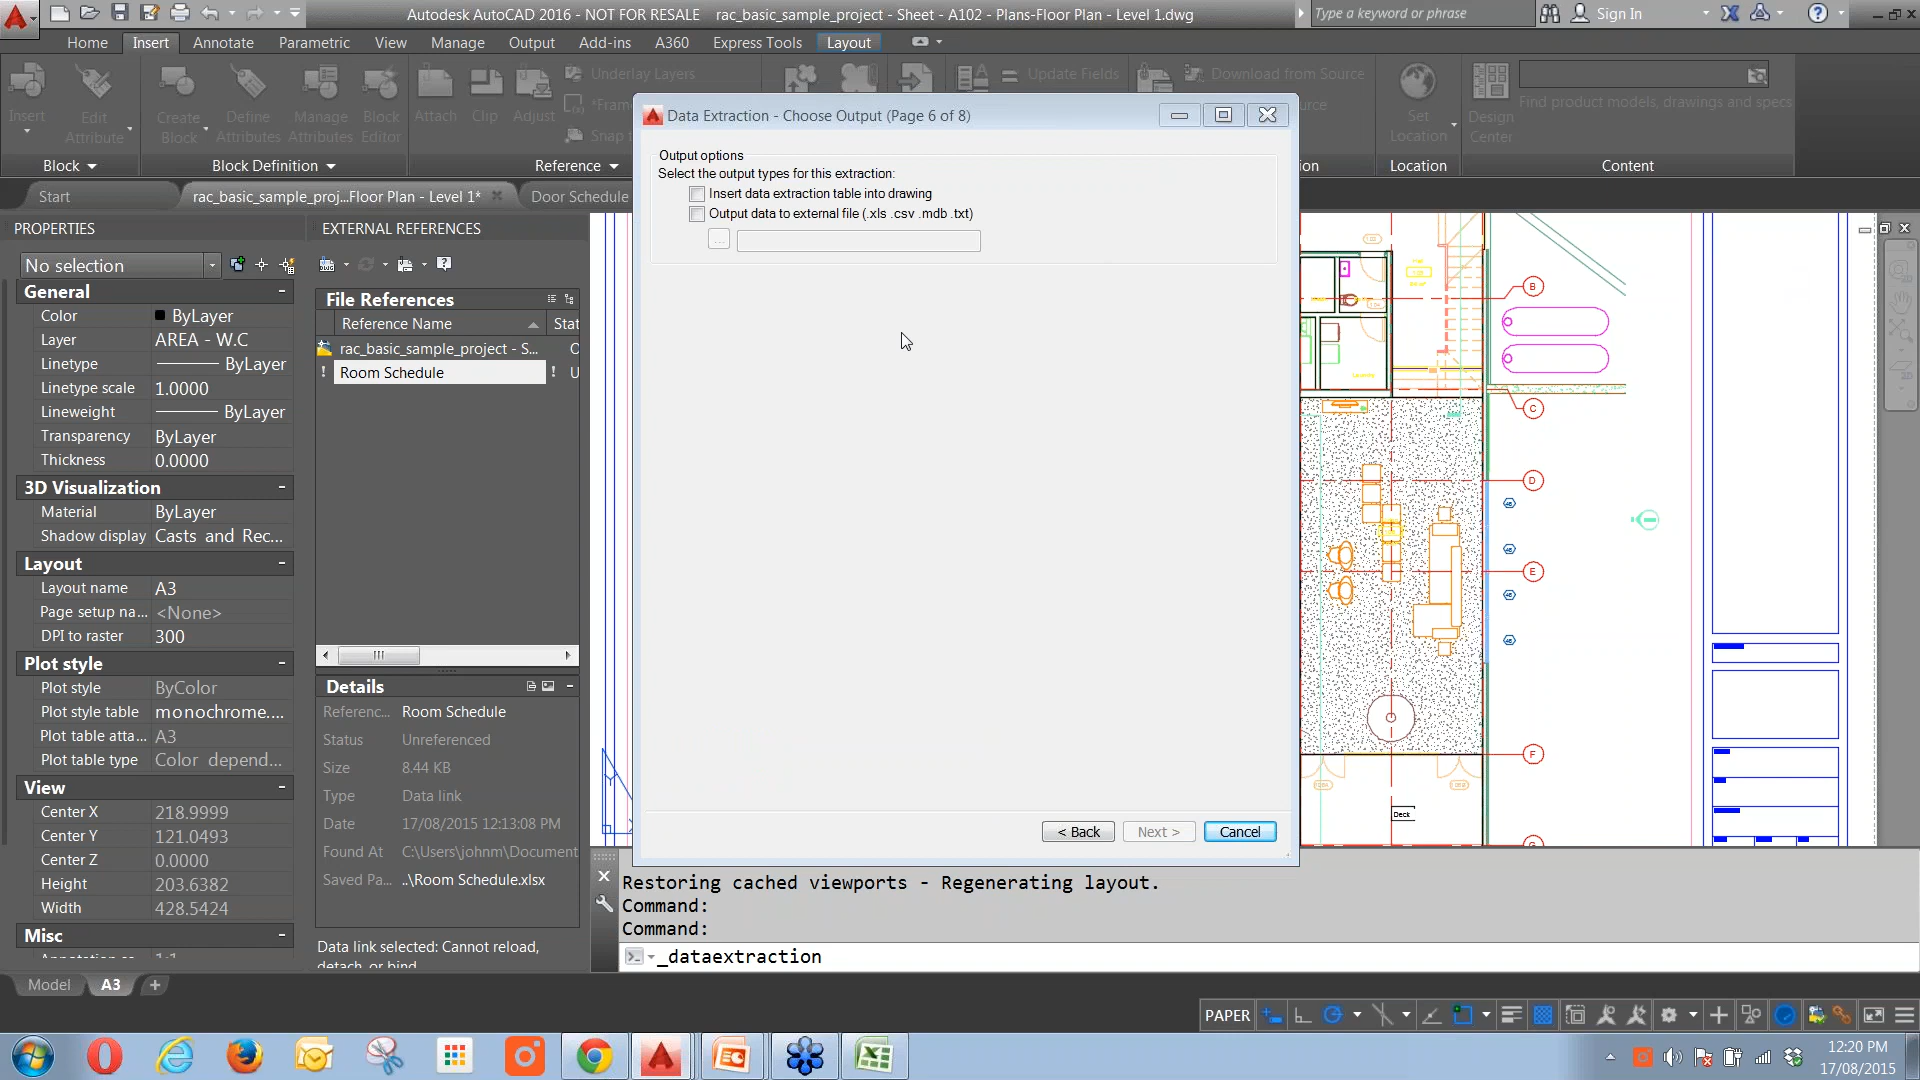 Autodesk AutoCAD 2016 - NOT FOR RESALE rac_basic_sample_project - Sheet - A102 - Plans-Floor Plan - Level 1.dwg
Type a keyword or phrase
Sign In
Home Insert Annotate Parametric View Manage Output Add-ins A360 Express Tools Layout
Insert
Edit
Attribute
Create
Block
Define
Attributes
Manage
Attributes
Block
Editor
Attach
Clip
Adjust
Underlay Layers
Snap
Update Fields
Download from Source
Set
Location
Design
Center
Find product models, drawings and specs
Block
Block Definition
Reference
Location
Content
Start
rac_basic_sample_proj...Floor Plan - Level 1*
Door Schedule
PROPERTIES
No selection
General
Color ByLayer
Layer AREA - W.C
Linetype ByLayer
Linetype scale 1.0000
Lineweight ByLayer
Transparency ByLayer
Thickness 0.0000
3D Visualization
Material ByLayer
Shadow display Casts and Rec...
Layout
Layout name A3
Page setup na... <None>
DPI to raster 300
Plot style
Plot style ByColor
Plot style table monochrome....
Plot table atta... A3
Plot table type Color depend...
View
Center X 218.9999
Center Y 121.0493
Center Z 0.0000
Height 203.6382
Width 428.5424
Misc
EXTERNAL REFERENCES
File References
Reference Name
Stat
rac_basic_sample_project - S...
Room Schedule
Details
Referenc... Room Schedule
Status Unreferenced
Size 8.44 KB
Type Data link
Date 17/08/2015 12:13:08 PM
Found At C:\Users\johnm\Document
Saved Pa... ..\Room Schedule.xlsx
Data link selected: Cannot reload,
detach, or bind
Data Extraction - Choose Output (Page 6 of 8)
Output options
Select the output types for this extraction:
Insert data extraction table into drawing
Output data to external file (.xls .csv .mdb .txt)
...
< Back
Next >
Cancel
B
C
D
E
F
G
Deck
Restoring cached viewports - Regenerating layout.
Command:
Command:
_dataextraction
Model
A3
PAPER
12:20 PM
17/08/2015